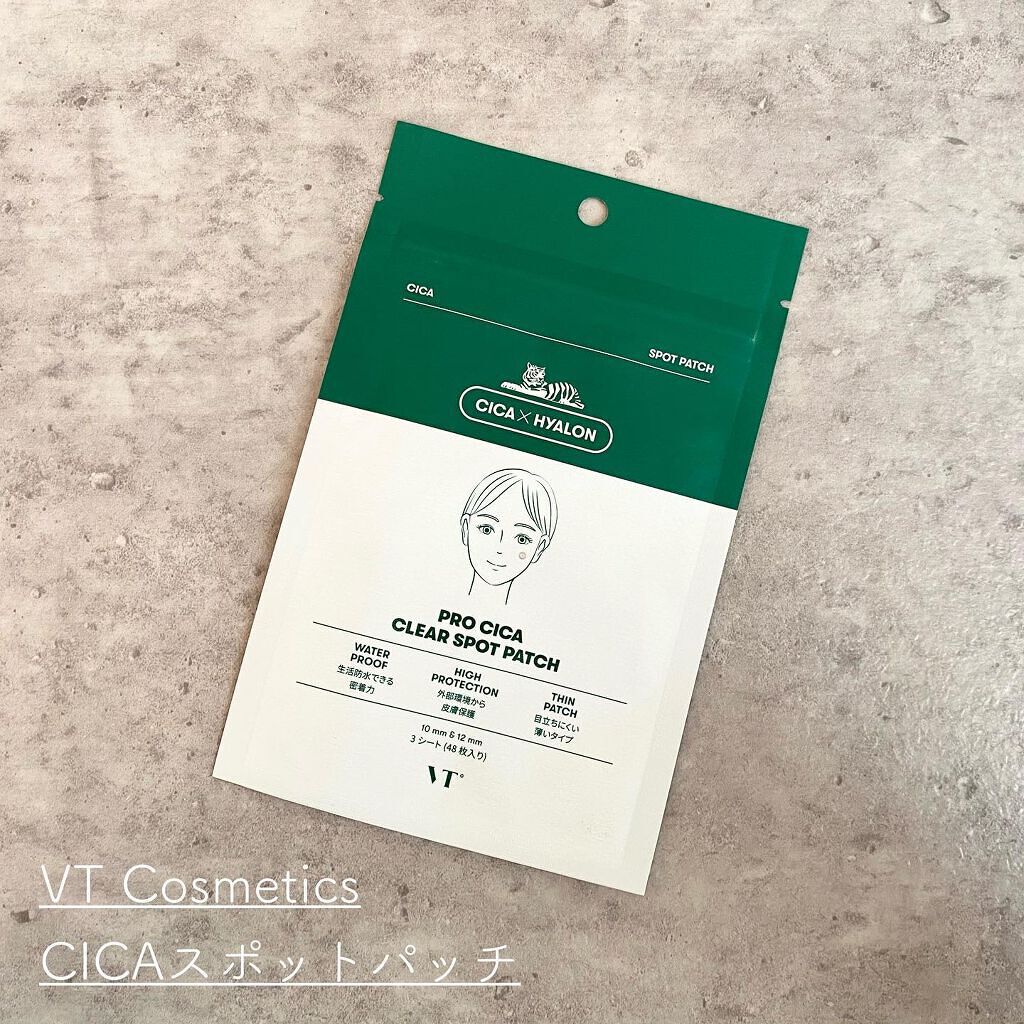 CICA
SPOT PATCH
CICA×HYALON
PRO CICA
CLEAR SPOT PATCH
WATER
PROOF
生活防水できる
密着力
HIGH
PROTECTION
外部環境から
皮膚保護
THIN
PATCH
目立ちにくい
薄いタイプ
10 mm & 12 mm
3 シート (48 枚入り)
VT
VT Cosmetics
CICAスポットパッチ